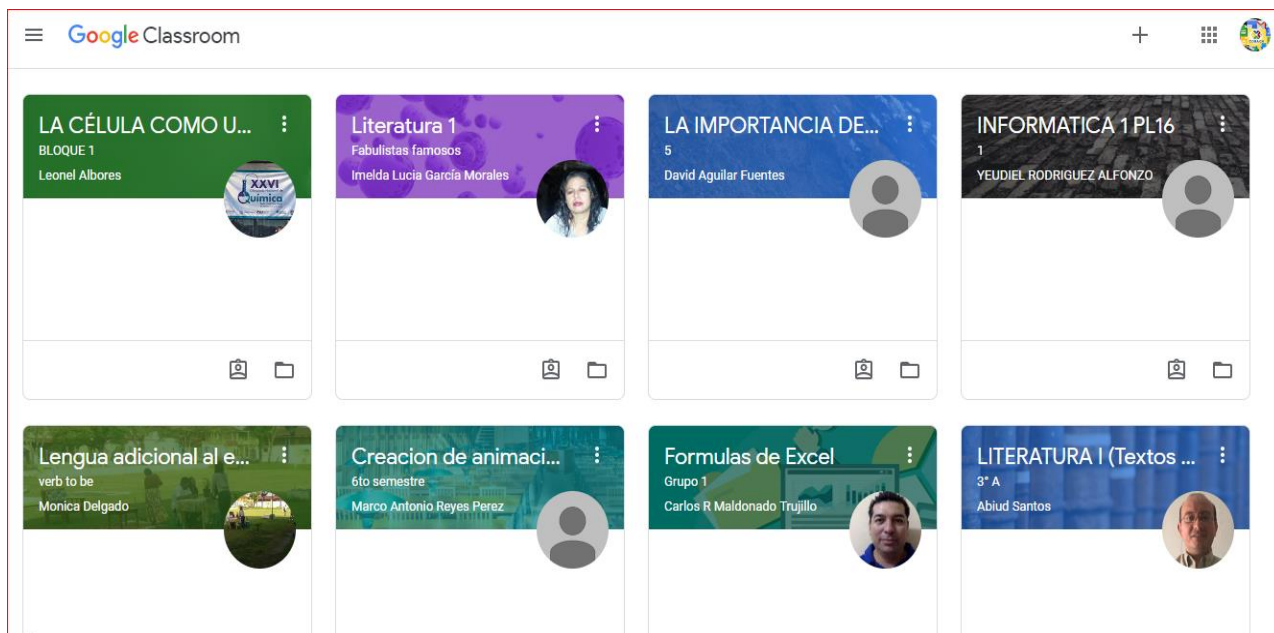 Google Classroom
LA CÉLULA COMO U...
BLOQUE 1
Leonel Albores
XXVI
Química
Literatura 1
Fabulistas famosos
Imelda Lucia García Morales
LA IMPORTANCIA DE...
5
David Aguilar Fuentes
INFORMATICA 1 PL16
1
YEUDIEL RODRIGUEZ ALFONZO
Lengua adicional al e...
verb to be
Monica Delgado
Creacion de animaci...
6to semestre
Marco Antonio Reyes Perez
Formulas de Excel
Grupo 1
Carlos R Maldonado Trujillo
LITERATURA I (Textos ...
3° A
Abiud Santos